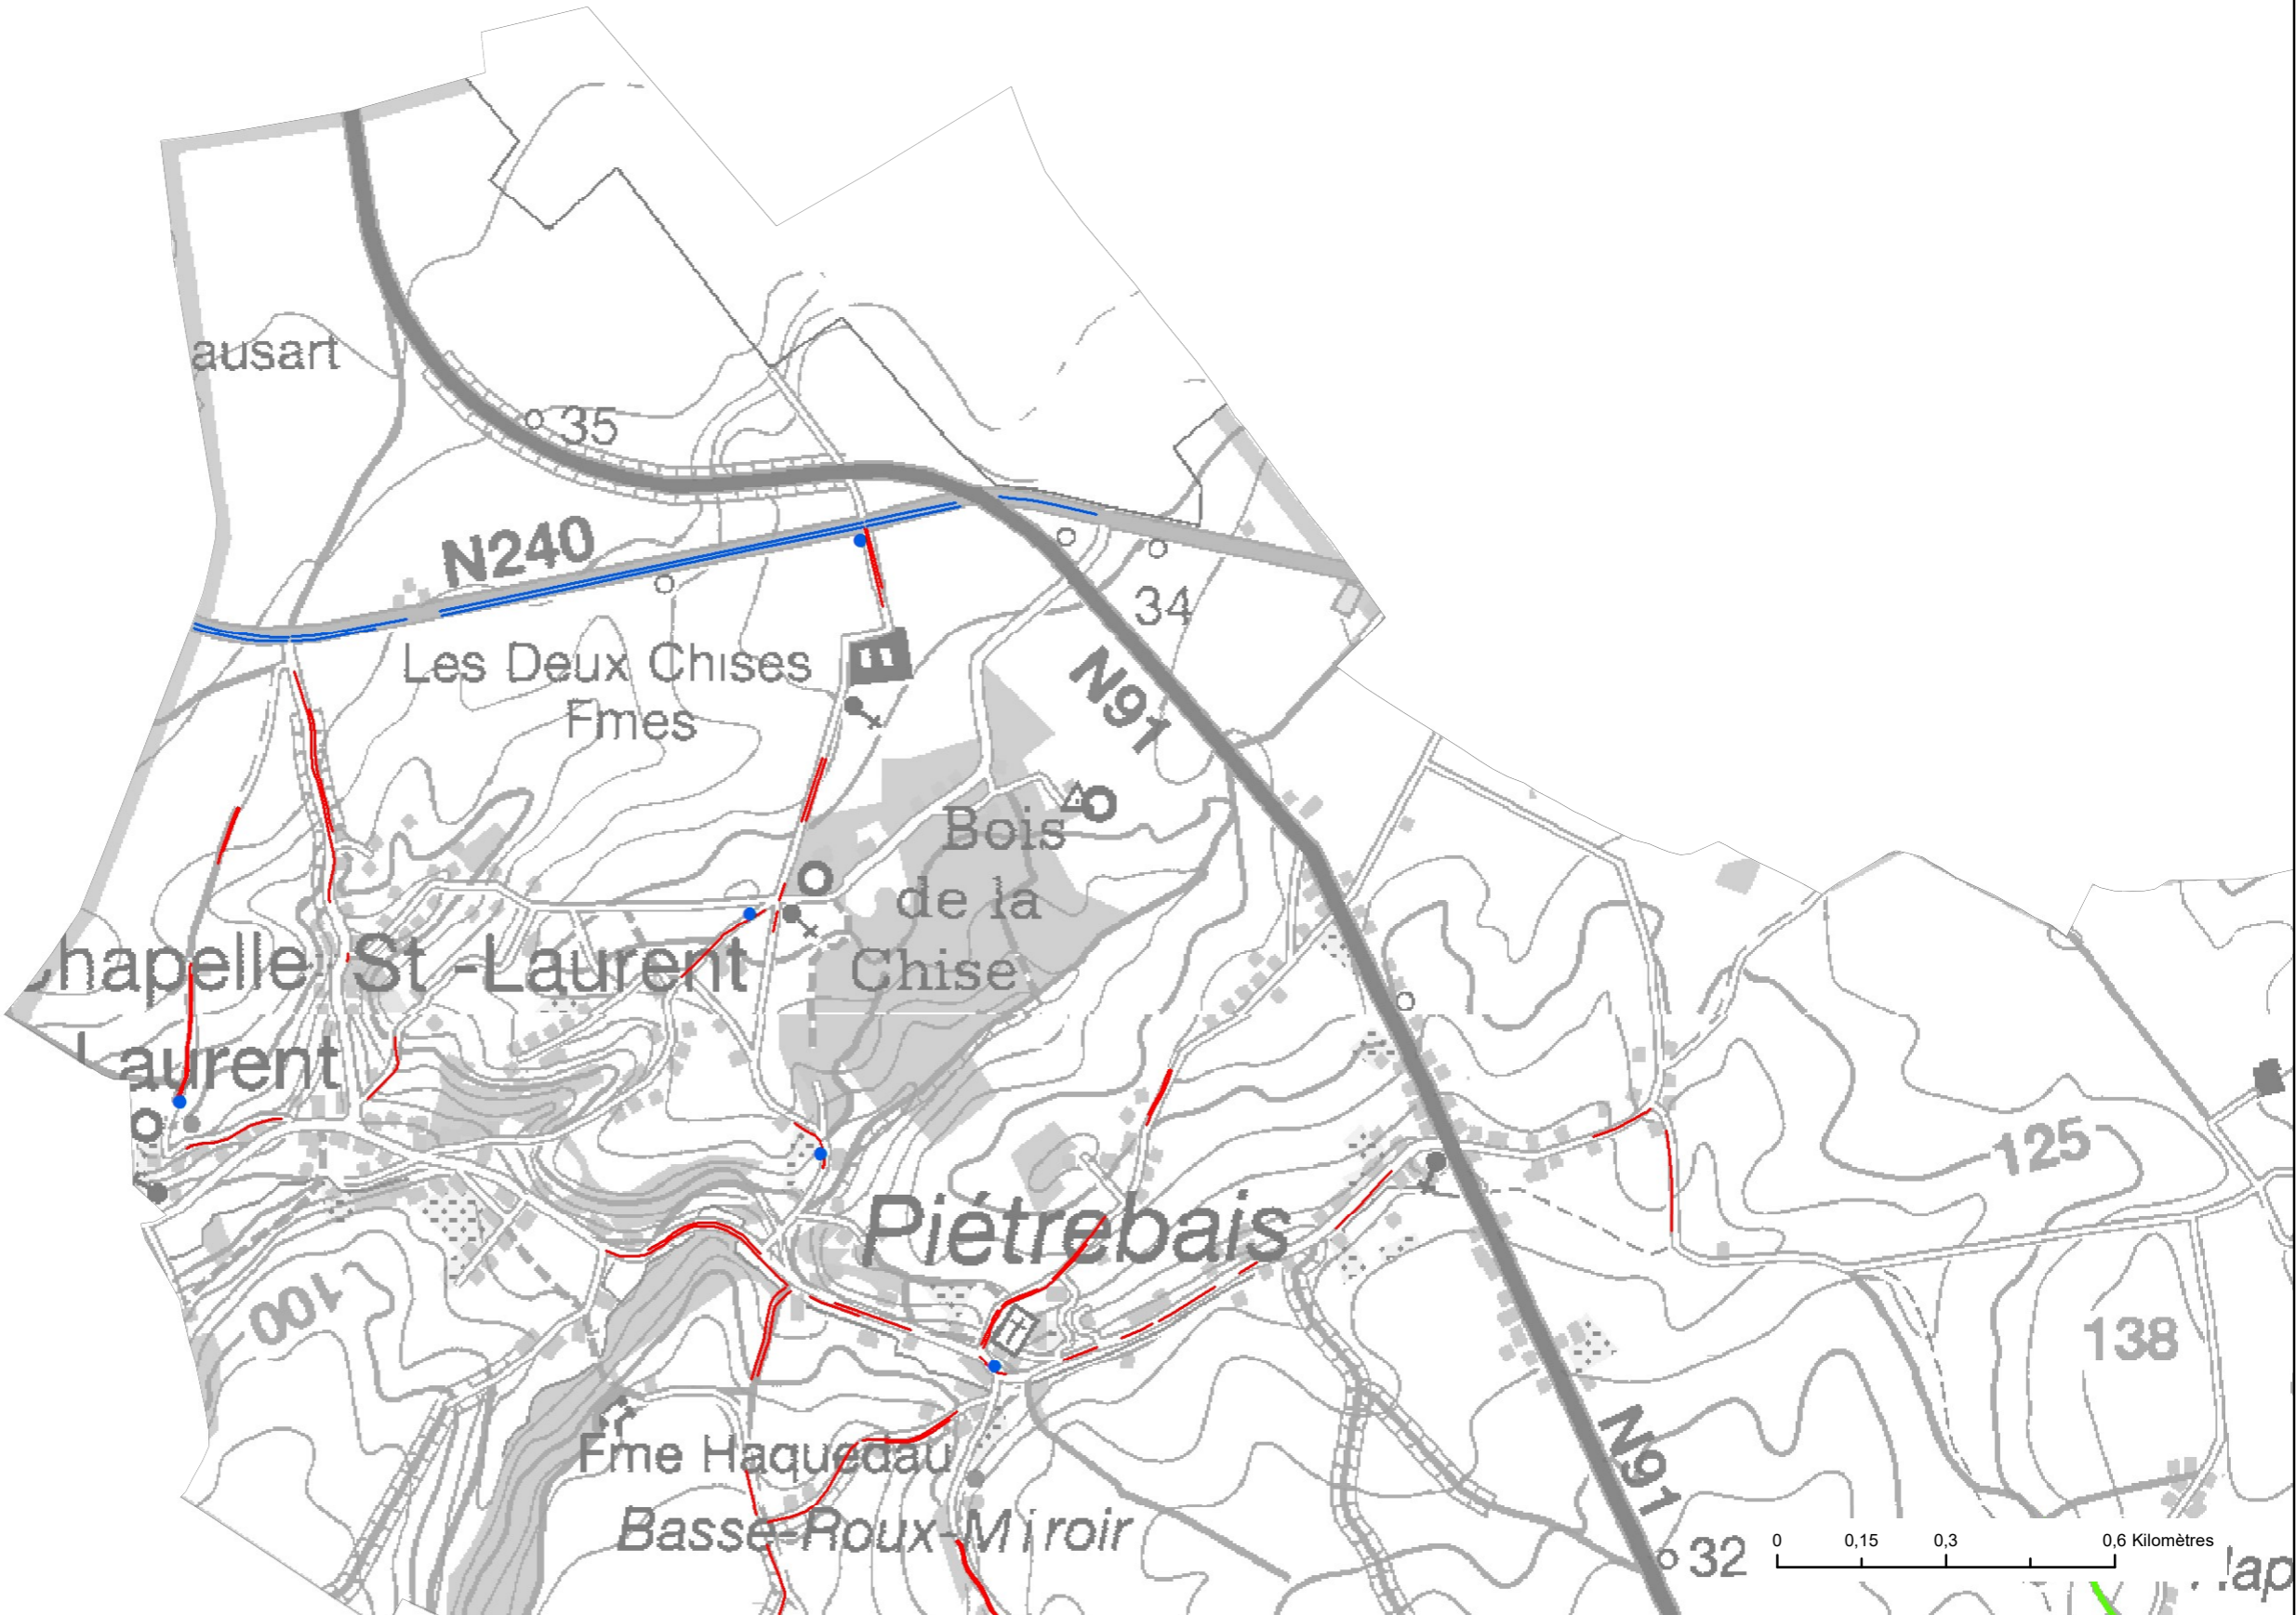 ausart
35
N240
34
Les Deux Chises
Fmes
N91
Bois
de la
Chise
hapelle St-Laurent
Laurent
125
Piétrebais
100
138
Fme Haquedau
N91
Basse-Roux-Miroir
32
0 0,15 0,3 0,6 Kilomètres